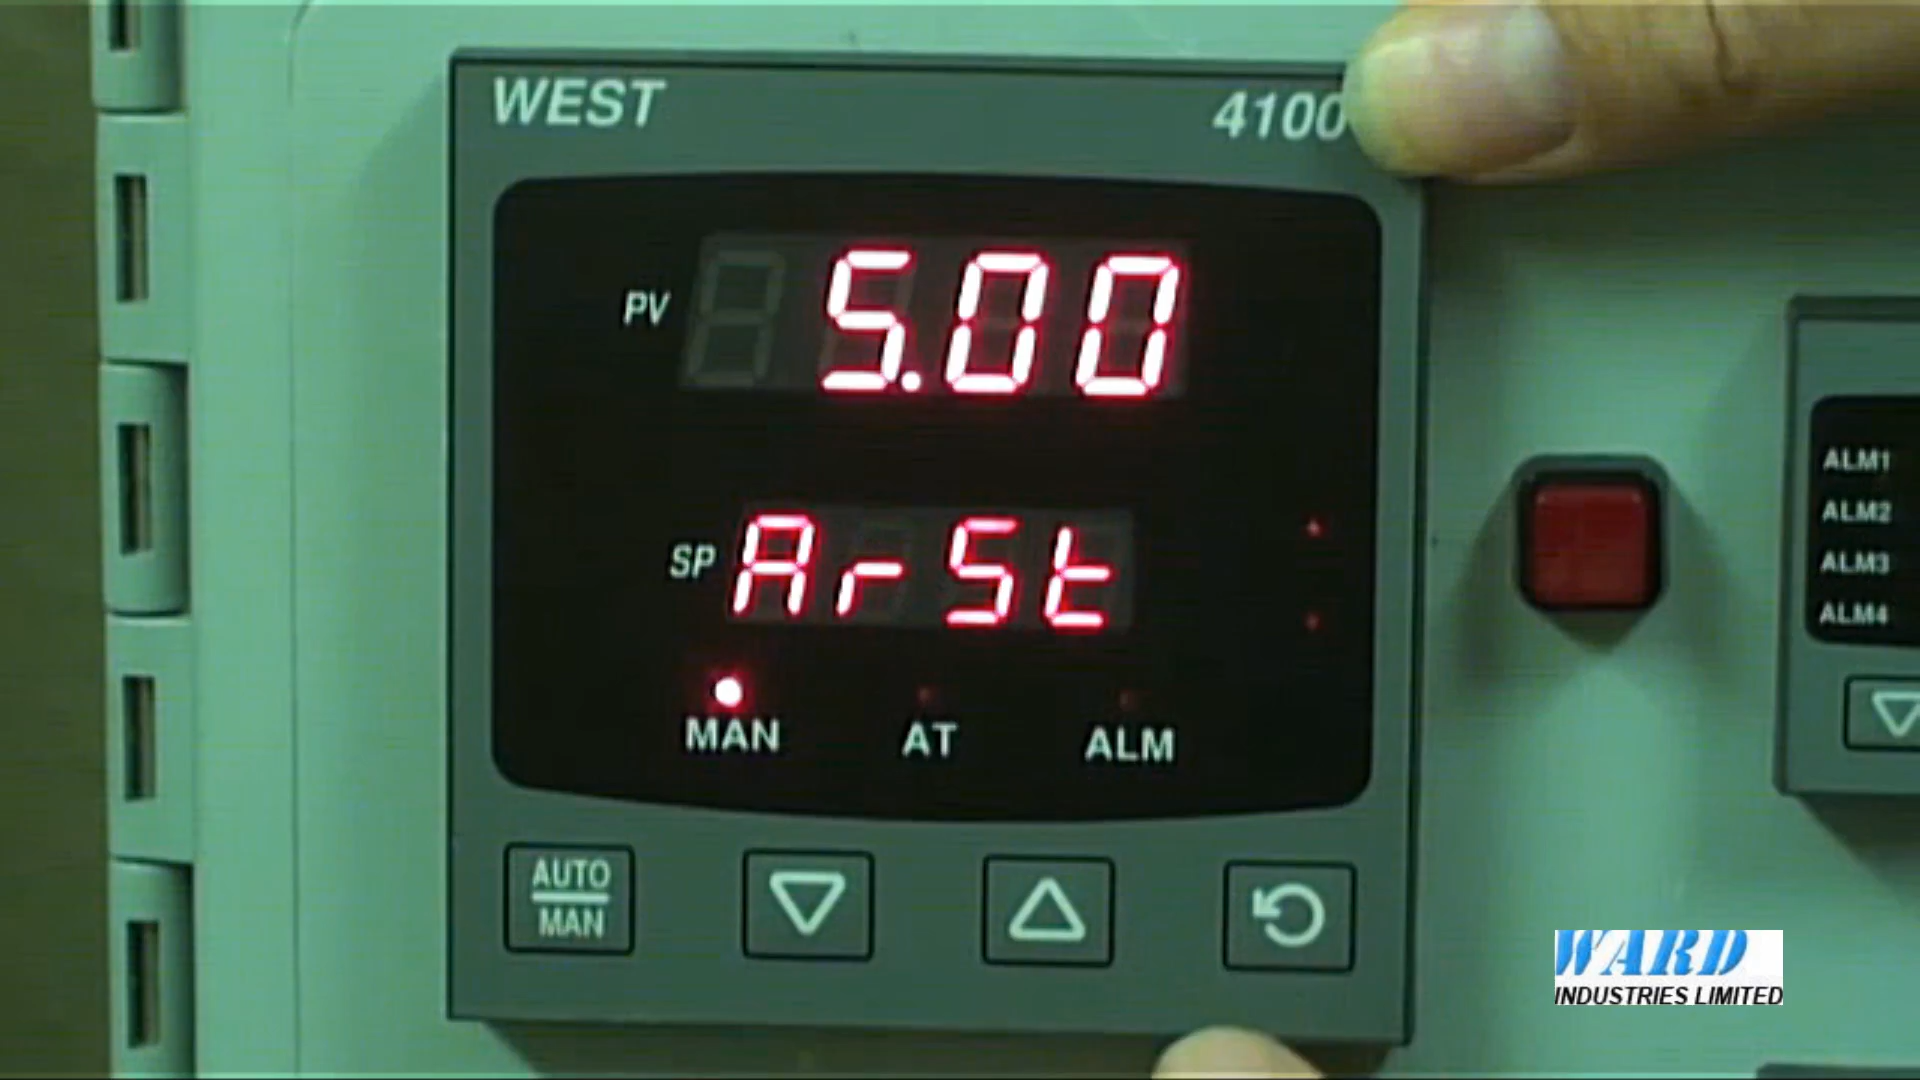 WEST 4100
PV 5.00
SP ArSt
MAN AT ALM
AUTO
MAN
ALM1
ALM2
ALM3
ALM4
WARD
INDUSTRIES LIMITED